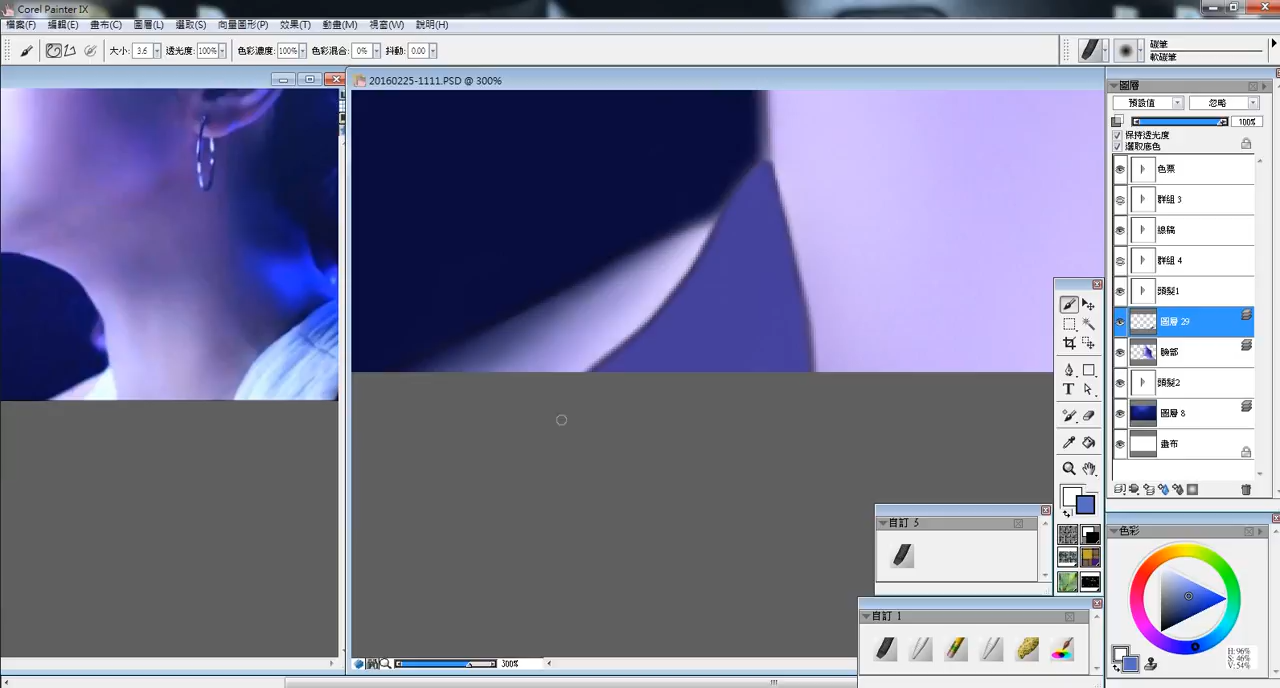 Corel Painter IX
檔案(F) 編輯(E) 畫布(C) 圖層(L) 選取(S) 向量圖形(P) 效果(T) 動畫(M) 視窗(W) 說明(H)
大小: 3.6 透光度: 100% 色彩濃度: 100% 色彩混合: 0% 抖動: 0.00
碳筆
軟碳筆
20160225-1111.PSD @ 300%
圖層
預設值 忽略
100%
保持透光度
選取底色
色票
群組 3
線稿
群組 4
頭髮1
圖層 29
臉部
頭髮2
圖層 8
畫布
自訂 5
色彩
自訂 1
H: 96%
S: 46%
V: 54%
300%